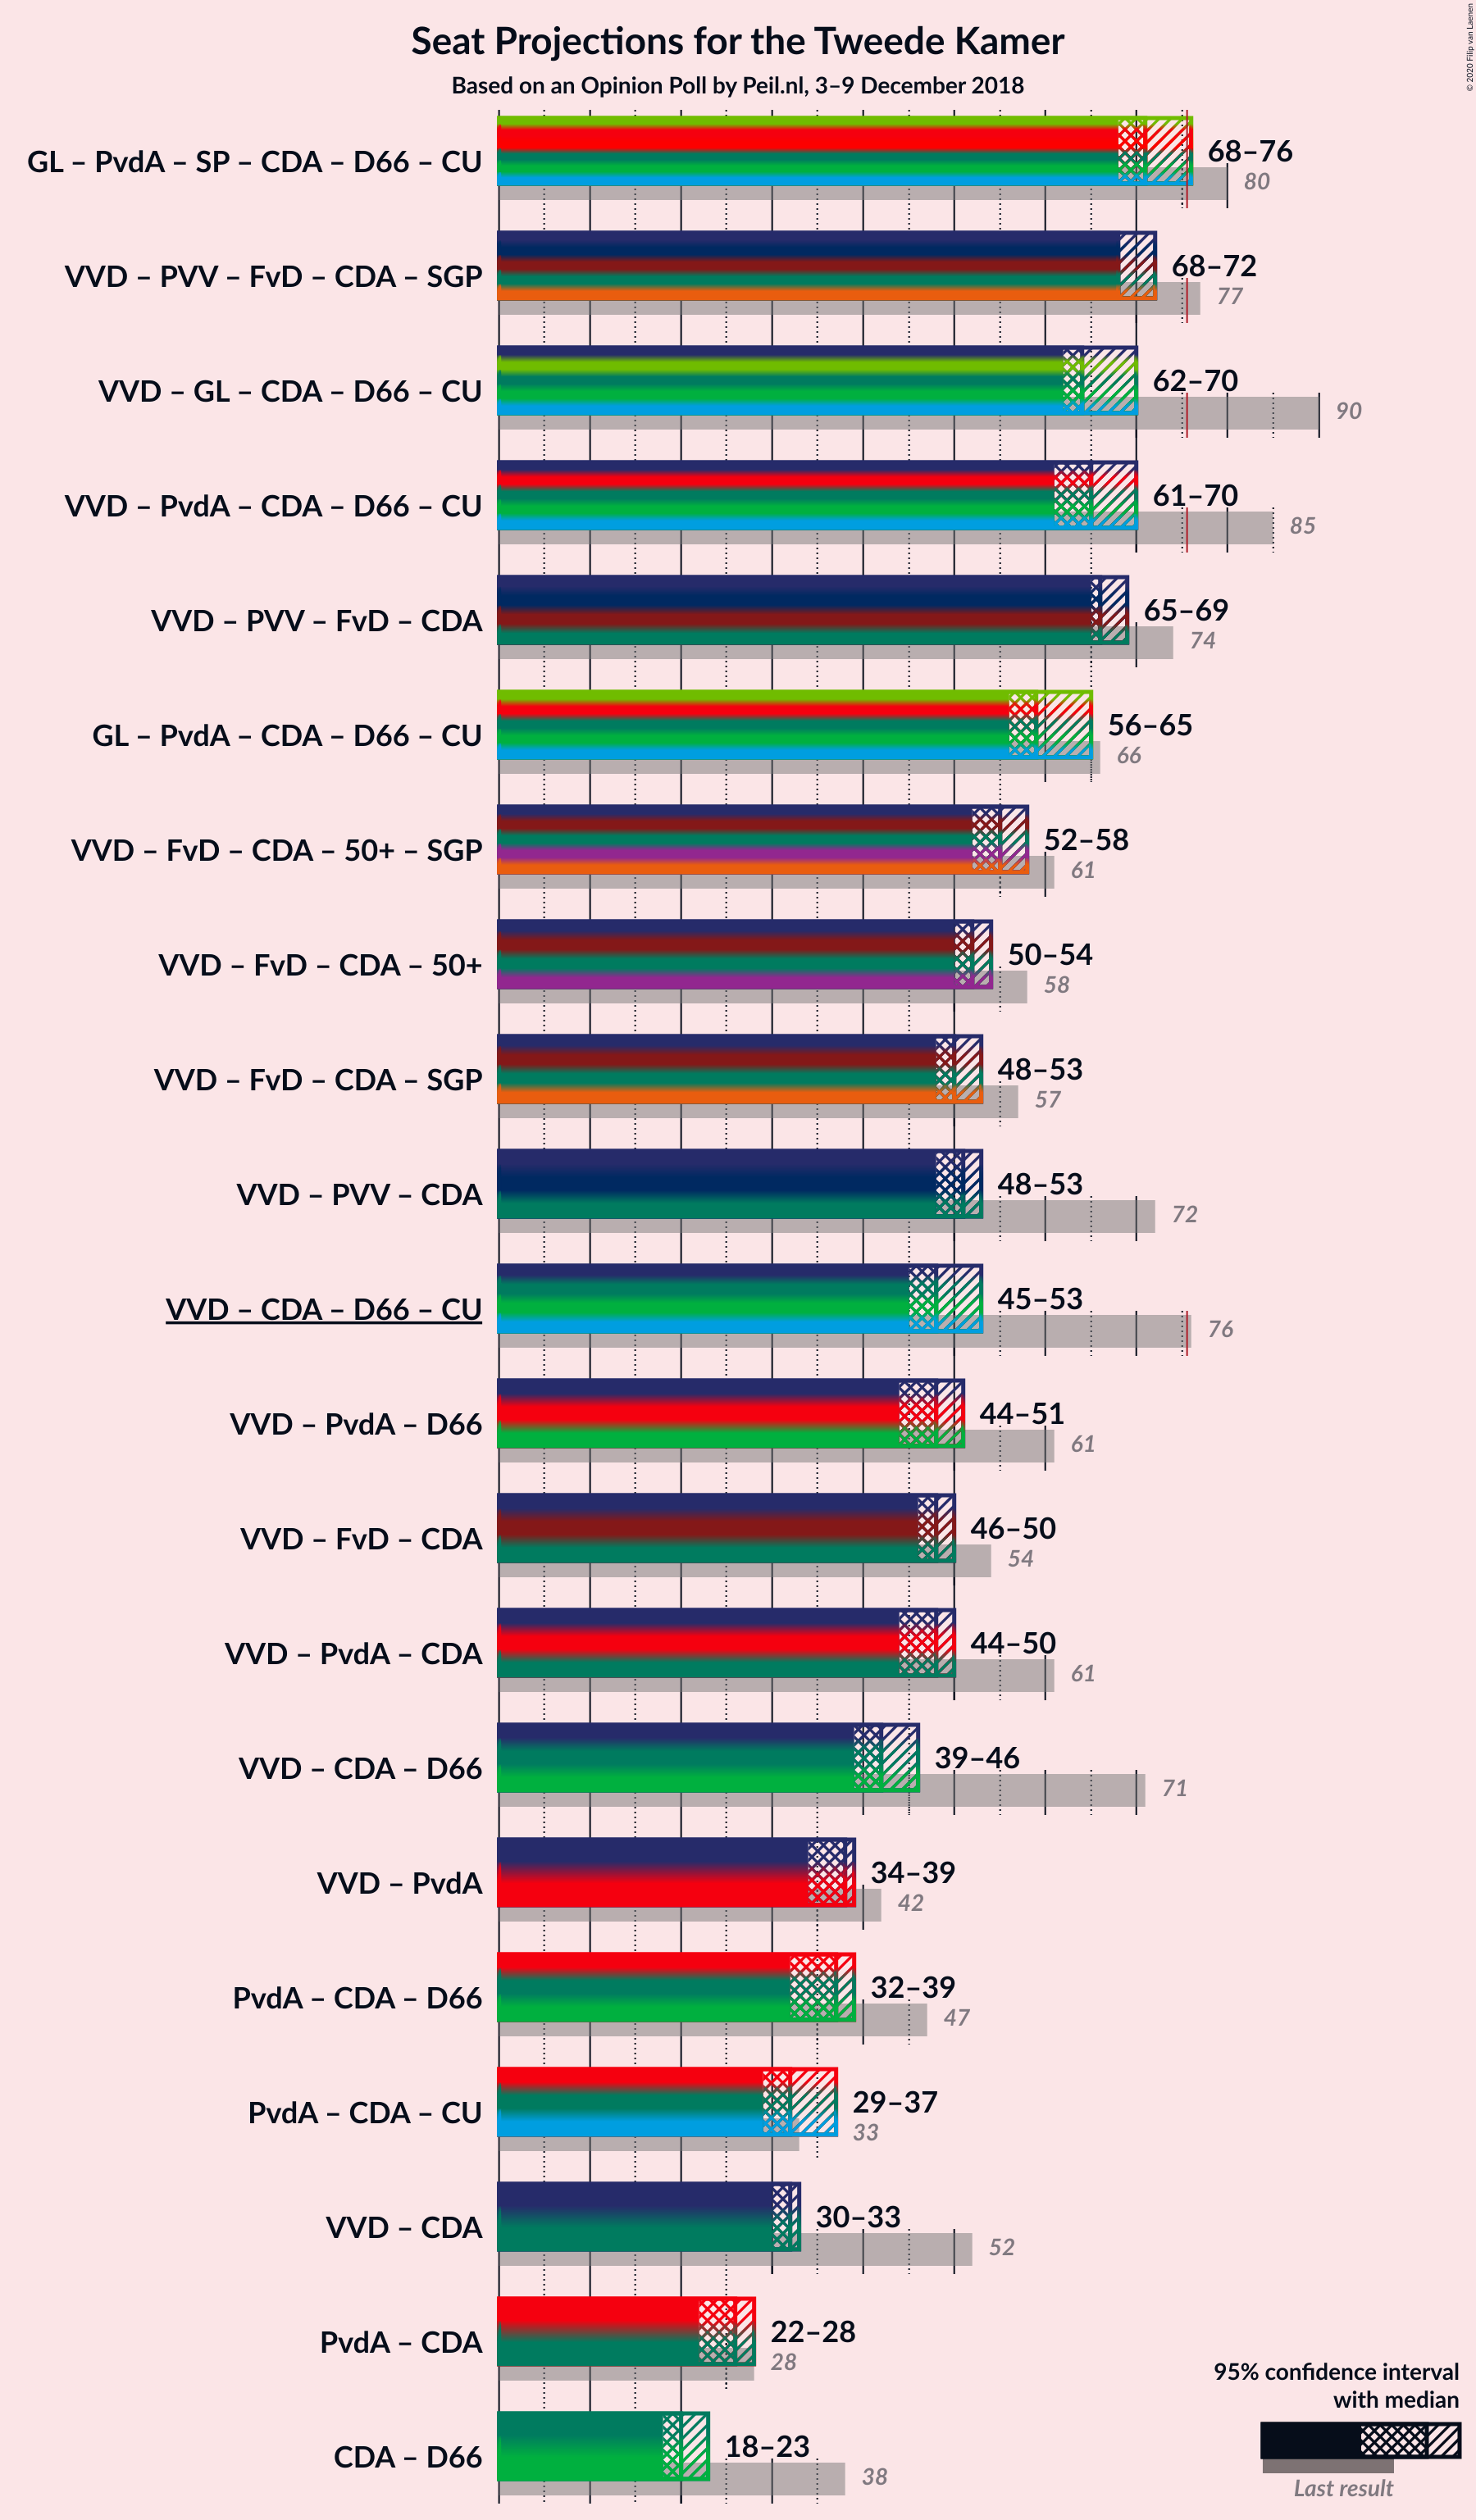 Seat Projections for the Tweede Kamer
Based on an Opinion Poll by Peil.nl, 3–9 December 2018
© 2020 Filip van Laenen
GL – PvdA – SP – CDA – D66 – CU
68–76
80
VVD – PVV – FvD – CDA – SGP
68–72
77
VVD – GL – CDA – D66 – CU
62–70
90
VVD – PvdA – CDA – D66 – CU
61–70
85
VVD – PVV – FvD – CDA
65–69
74
GL – PvdA – CDA – D66 – CU
56–65
66
VVD – FvD – CDA – 50+ – SGP
52–58
61
VVD – FvD – CDA – 50+
50–54
58
VVD – FvD – CDA – SGP
48–53
57
VVD – PVV – CDA
48–53
72
VVD – CDA – D66 – CU
45–53
76
VVD – PvdA – D66
44–51
61
VVD – FvD – CDA
46–50
54
VVD – PvdA – CDA
44–50
61
VVD – CDA – D66
39–46
71
VVD – PvdA
34–39
42
PvdA – CDA – D66
32–39
47
PvdA – CDA – CU
29–37
33
VVD – CDA
30–33
52
PvdA – CDA
22–28
28
CDA – D66
18–23
38
95% confidence interval
with median
Last result